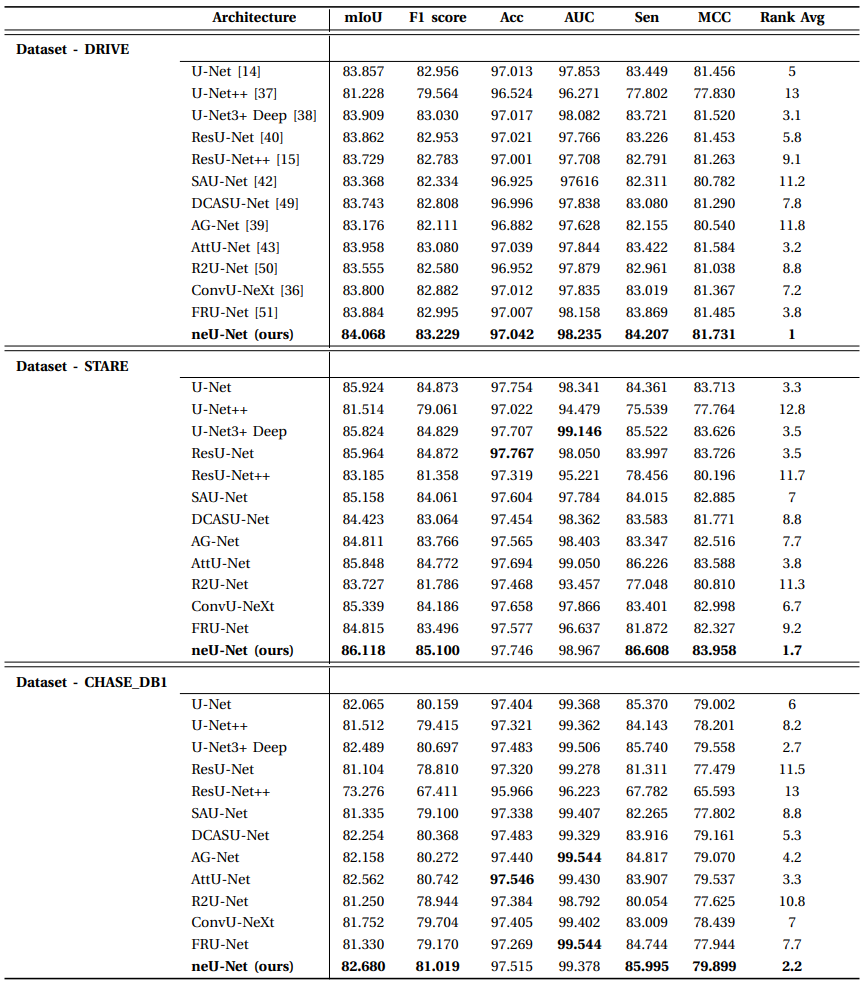 Architecture mIoU F1 score Acc AUC Sen MCC Rank Avg
Dataset - DRIVE
U-Net [14] 83.857 82.956 97.013 97.853 83.449 81.456 5
U-Net++ [37] 81.228 79.564 96.524 96.271 77.802 77.830 13
U-Net3+ Deep [38] 83.909 83.030 97.017 98.082 83.721 81.520 3.1
ResU-Net [40] 83.862 82.953 97.021 97.766 83.226 81.453 5.8
ResU-Net++ [15] 83.729 82.783 97.001 97.708 82.791 81.263 9.1
SAU-Net [42] 83.368 82.334 96.925 97616 82.311 80.782 11.2
DCASU-Net [49] 83.743 82.808 96.996 97.838 83.080 81.290 7.8
AG-Net [39] 83.176 82.111 96.882 97.628 82.155 80.540 11.8
AttU-Net [43] 83.958 83.080 97.039 97.844 83.422 81.584 3.2
R2U-Net [50] 83.555 82.580 96.952 97.879 82.961 81.038 8.8
ConvU-NeXt [36] 83.800 82.882 97.012 97.835 83.019 81.367 7.2
FRU-Net [51] 83.884 82.995 97.007 98.158 83.869 81.485 3.8
neU-Net (ours) 84.068 83.229 97.042 98.235 84.207 81.731 1
Dataset - STARE
U-Net 85.924 84.873 97.754 98.341 84.361 83.713 3.3
U-Net++ 81.514 79.061 97.022 94.479 75.539 77.764 12.8
U-Net3+ Deep 85.824 84.829 97.707 99.146 85.522 83.626 3.5
ResU-Net 85.964 84.872 97.767 98.050 83.997 83.726 3.5
ResU-Net++ 83.185 81.358 97.319 95.221 78.456 80.196 11.7
SAU-Net 85.158 84.061 97.604 97.784 84.015 82.885 7
DCASU-Net 84.423 83.064 97.454 98.362 83.583 81.771 8.8
AG-Net 84.811 83.766 97.565 98.403 83.347 82.516 7.7
AttU-Net 85.848 84.772 97.694 99.050 86.226 83.588 3.8
R2U-Net 83.727 81.786 97.468 93.457 77.048 80.810 11.3
ConvU-NeXt 85.339 84.186 97.658 97.866 83.401 82.998 6.7
FRU-Net 84.815 83.496 97.577 96.637 81.872 82.327 9.2
neU-Net (ours) 86.118 85.100 97.746 98.967 86.608 83.958 1.7
Dataset - CHASE_DB1
U-Net 82.065 80.159 97.404 99.368 85.370 79.002 6
U-Net++ 81.512 79.415 97.321 99.362 84.143 78.201 8.2
U-Net3+ Deep 82.489 80.697 97.483 99.506 85.740 79.558 2.7
ResU-Net 81.104 78.810 97.320 99.278 81.311 77.479 11.5
ResU-Net++ 73.276 67.411 95.966 96.223 67.782 65.593 13
SAU-Net 81.335 79.100 97.338 99.407 82.265 77.802 8.8
DCASU-Net 82.254 80.368 97.483 99.329 83.916 79.161 5.3
AG-Net 82.158 80.272 97.440 99.544 84.817 79.070 4.2
AttU-Net 82.562 80.742 97.546 99.430 83.907 79.537 3.3
R2U-Net 81.250 78.944 97.384 98.792 80.054 77.625 10.8
ConvU-NeXt 81.752 79.704 97.405 99.402 83.009 78.439 7
FRU-Net 81.330 79.170 97.269 99.544 84.744 77.944 7.7
neU-Net (ours) 82.680 81.019 97.515 99.378 85.995 79.899 2.2